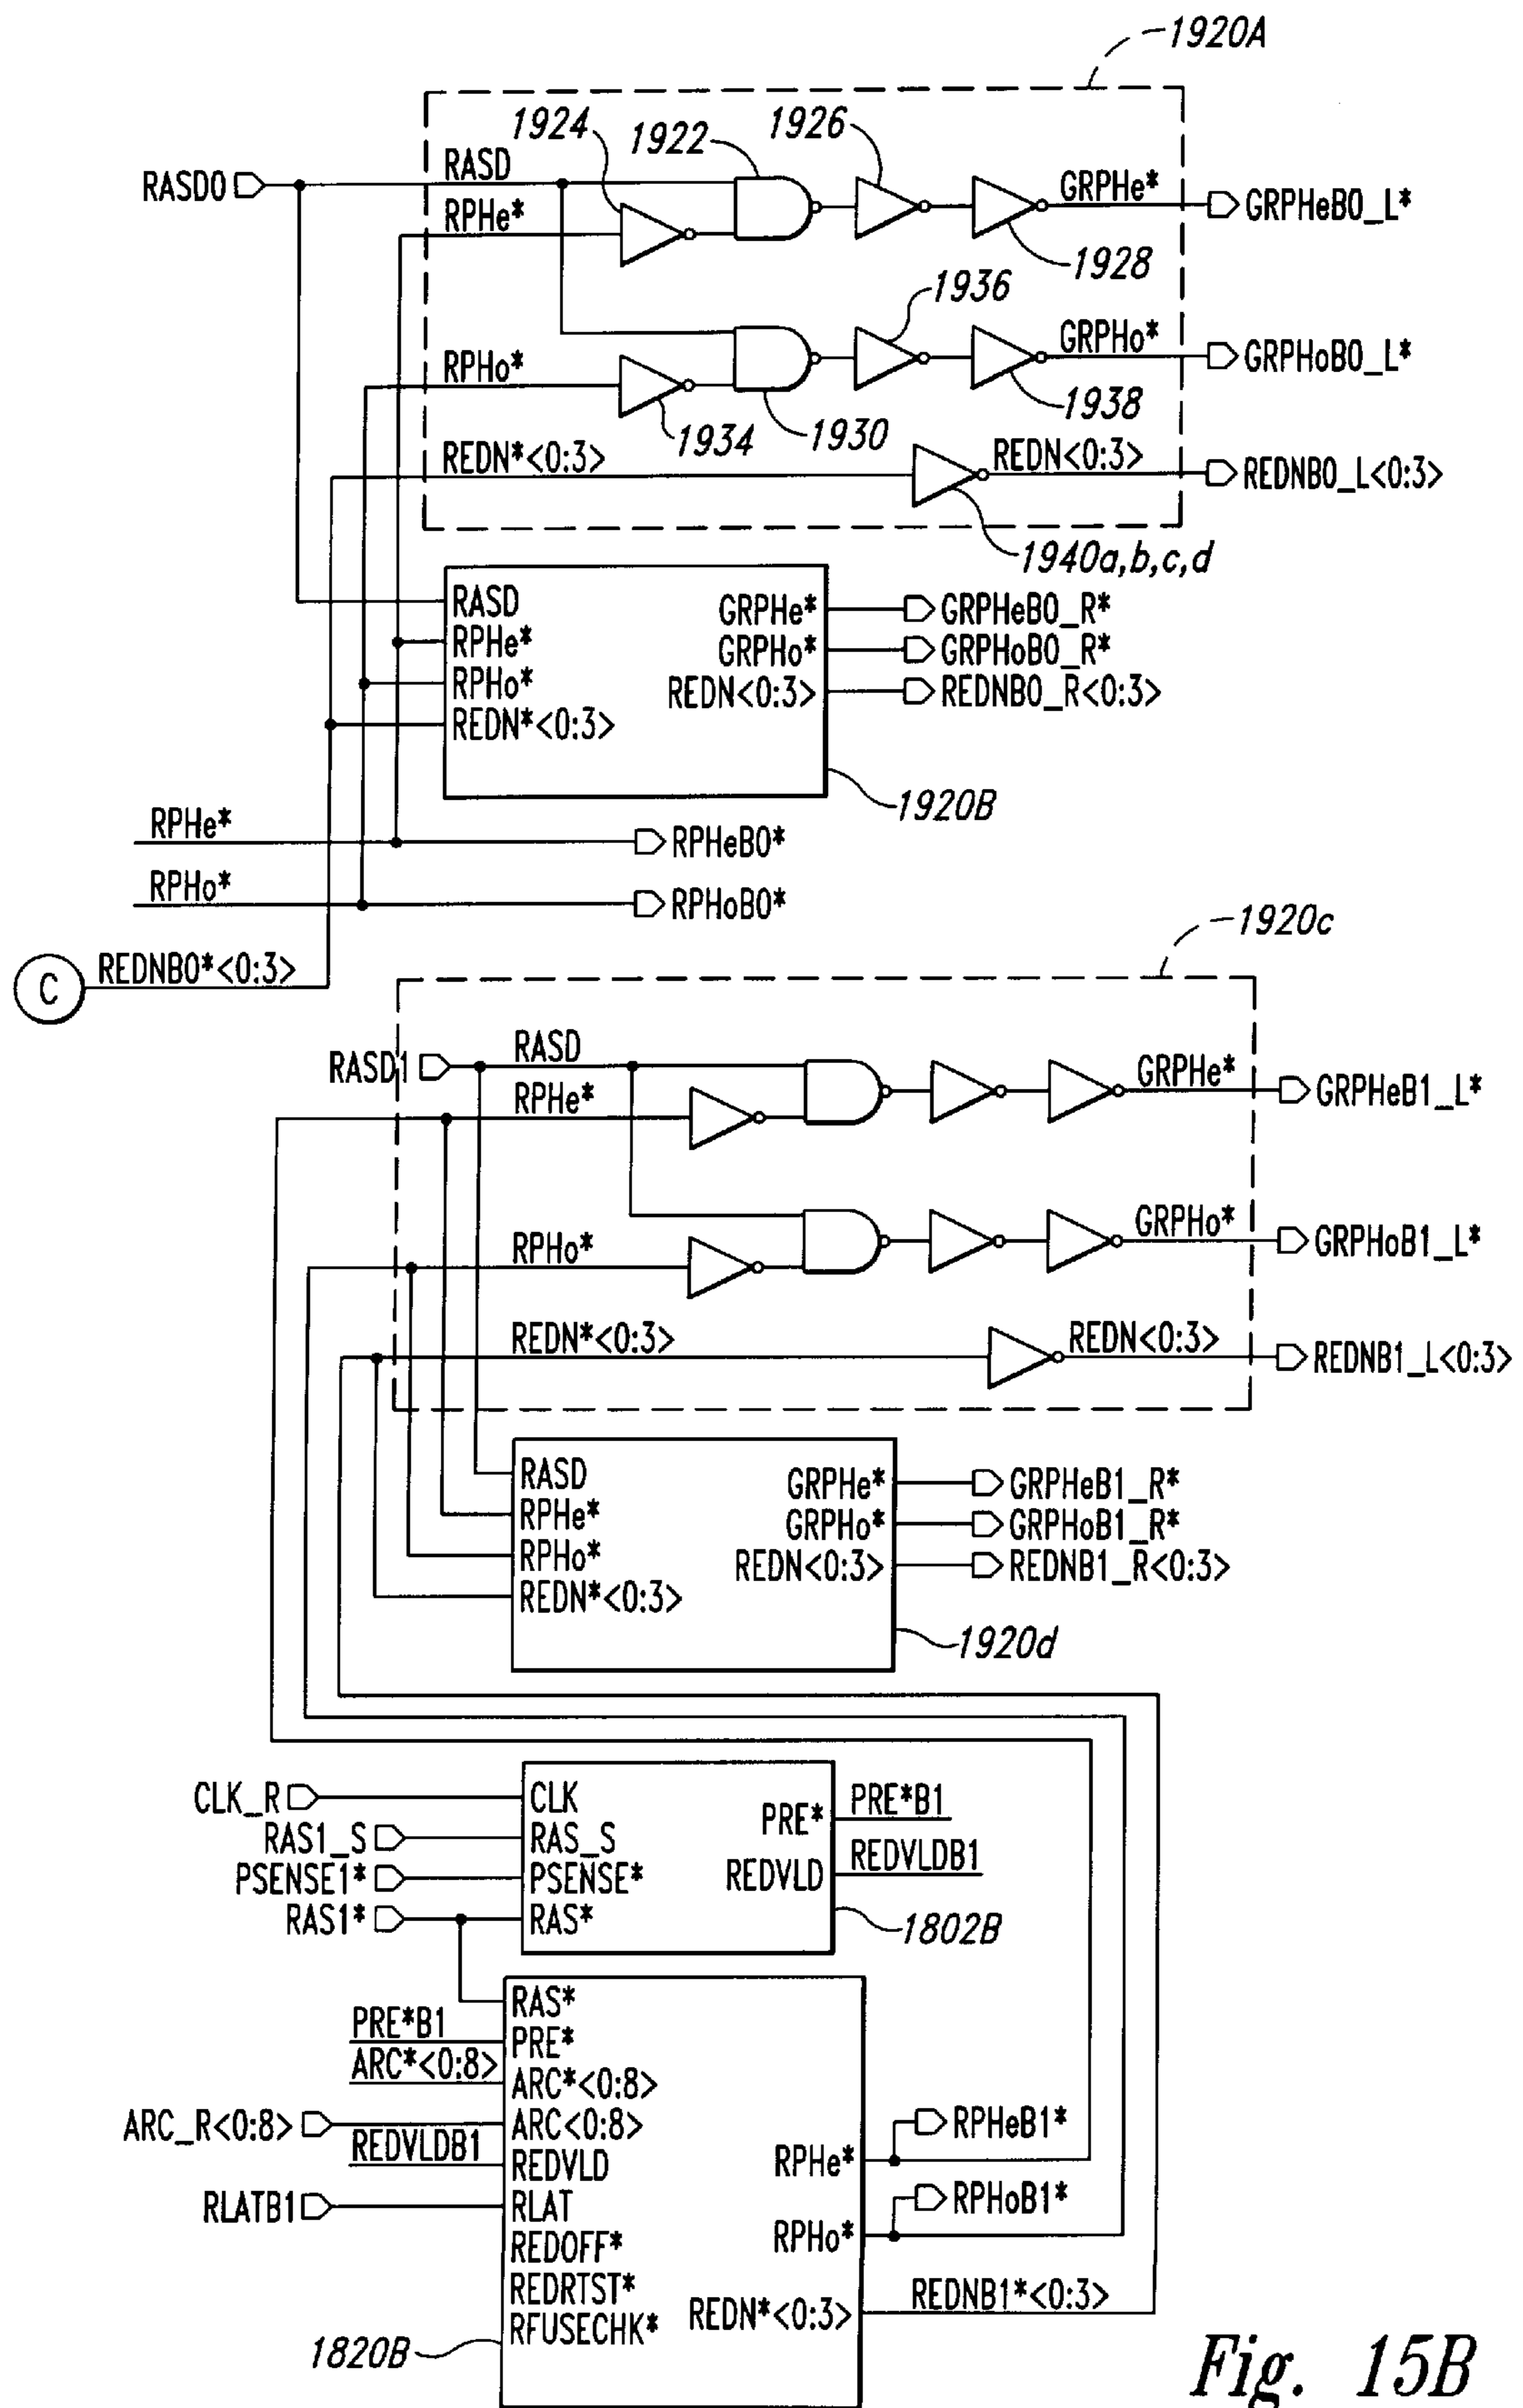 1920A
1924
1922
1926
RASD0
RASD
RPHe*
GRPHe*
GRPHeB0_L*
1928
1936
RPHo*
GRPHo*
GRPHoB0_L*
1934
1930
1938
REDN*<0:3>
REDN<0:3>
REDNB0_L<0:3>
1940a,b,c,d
RASD
RPHe*
RPHo*
REDN*<0:3>
GRPHe*
GRPHo*
REDN<0:3>
GRPHeB0_R*
GRPHoB0_R*
REDNB0_R<0:3>
1920B
RPHe*
RPHeB0*
RPHo*
RPHoB0*
C
REDNB0*<0:3>
1920c
RASD1
RASD
RPHe*
GRPHe*
GRPHeB1_L*
RPHo*
GRPHo*
GRPHoB1_L*
REDN*<0:3>
REDN<0:3>
REDNB1_L<0:3>
RASD
RPHe*
RPHo*
REDN*<0:3>
GRPHe*
GRPHo*
REDN<0:3>
GRPHeB1_R*
GRPHoB1_R*
REDNB1_R<0:3>
1920d
CLK_R
RAS1_S
PSENSE1*
RAS1*
CLK
RAS_S
PSENSE*
RAS*
PRE*
REDVLD
PRE*B1
REDVLDB1
1802B
PRE*B1
ARC*<0:8>
ARC_R<0:8>
REDVLDB1
RLATB1
RAS*
PRE*
ARC*<0:8>
ARC<0:8>
REDVLD
RLAT
REDOFF*
REDRTST*
RFUSECHK*
RPHe*
RPHo*
REDN*<0:3>
RPHeB1*
RPHoB1*
REDNB1*<0:3>
1820B
Fig. 15B